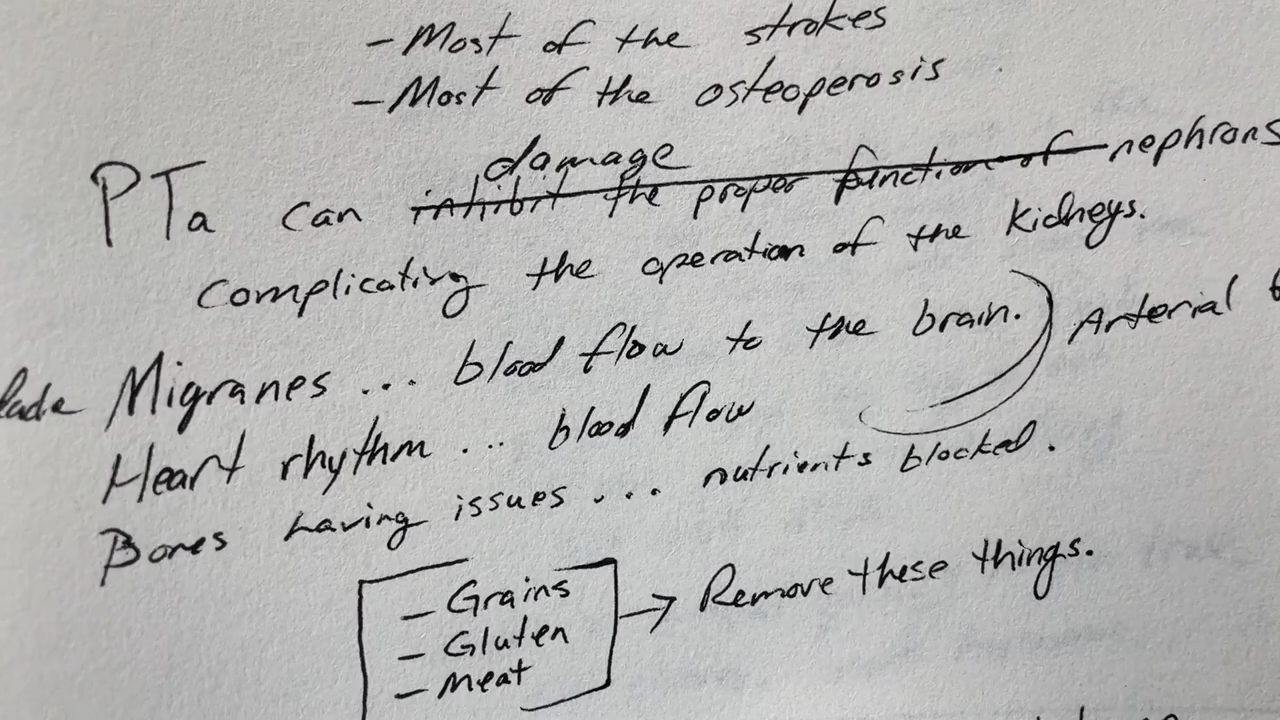 - Most of the strokes
- Most of the osteoperosis
damage
PTa can inhibit the proper function of nephrons
complicating the operation of the kidneys.
Migranes ... blood flow to the brain. Arterial
Heart rhythm ... blood flow
Bones having issues ... nutrients blocked.
- Grains
- Gluten → Remove these things.
- Meat